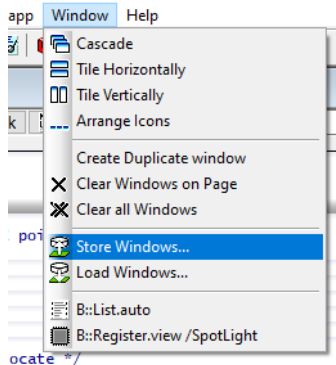 app Window Help
Cascade
Tile Horizontally
Tile Vertically
k
Arrange Icons
Create Duplicate window
Clear Windows on Page
Clear all Windows
poi
Store Windows...
Load Windows...
B::List.auto
B::Register.view /SpotLight
ocate */